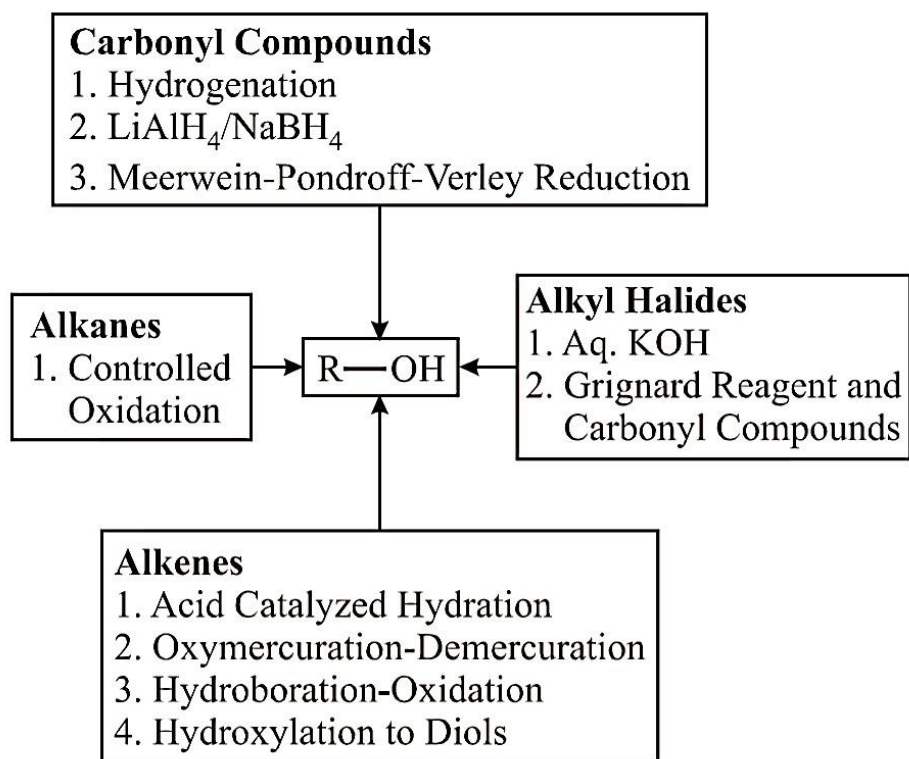 Carbonyl Compounds
1. Hydrogenation
2. LiAlH₄/NaBH₄
3. Meerwein-Pondroff-Verley Reduction
Alkanes
1. Controlled
Oxidation
R—OH
Alkyl Halides
1. Aq. KOH
2. Grignard Reagent and
Carbonyl Compounds
Alkenes
1. Acid Catalyzed Hydration
2. Oxymercuration-Demercuration
3. Hydroboration-Oxidation
4. Hydroxylation to Diols